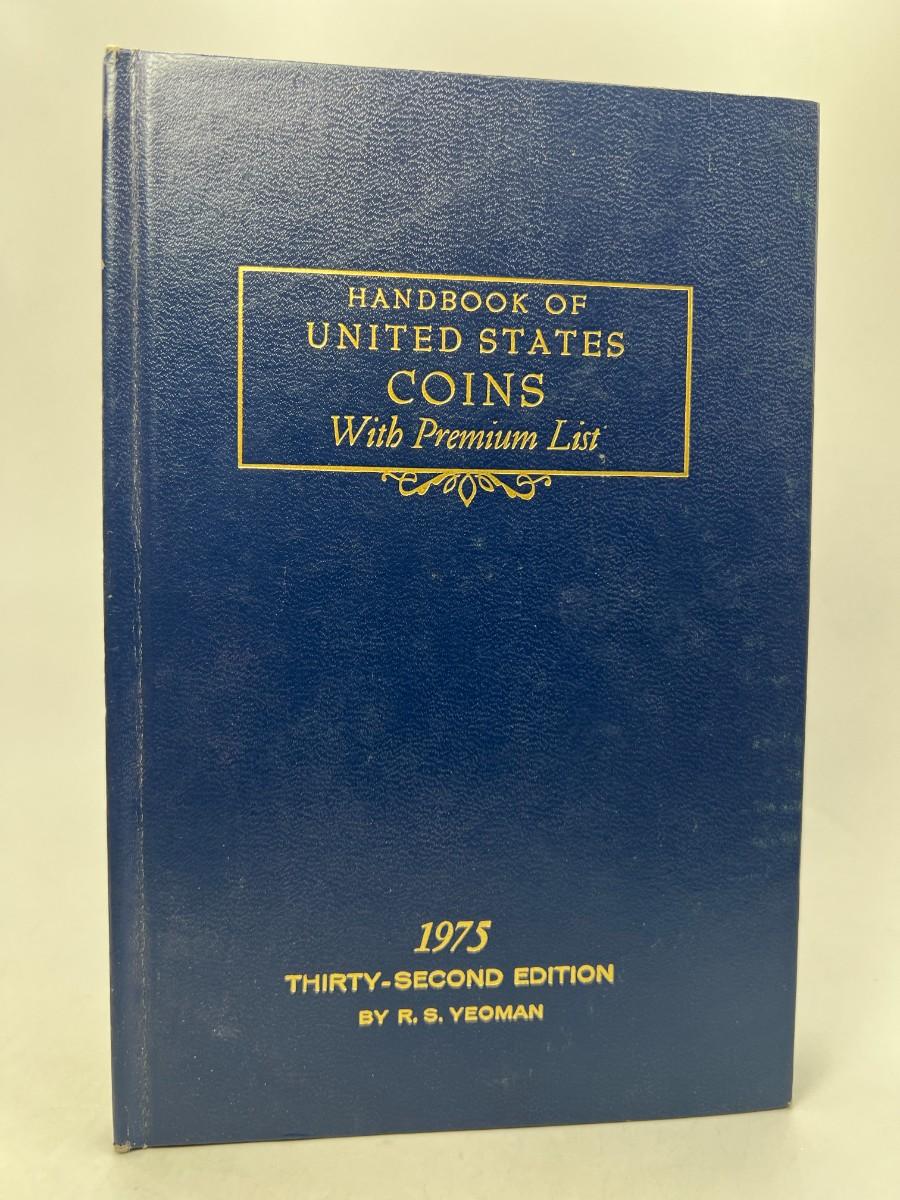 HANDBOOK OF
UNITED STATES
COINS
With Premium List
1975
THIRTY-SECOND EDITION
BY R. S. YEOMAN